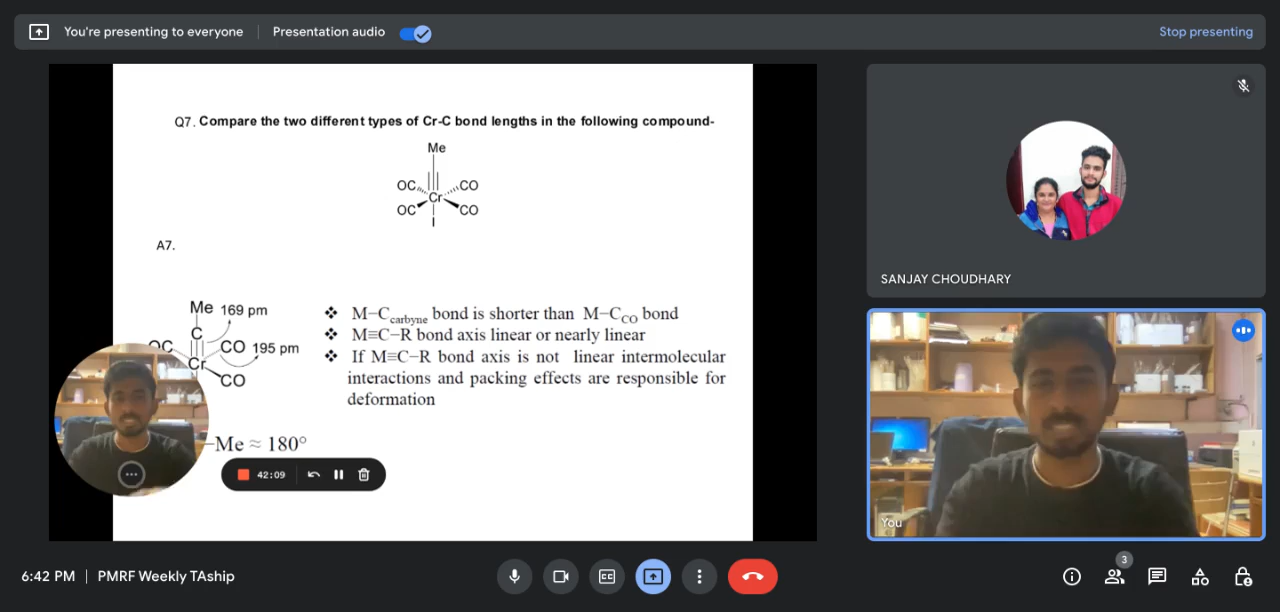 You're presenting to everyone
Presentation audio
Stop presenting
Q7. Compare the two different types of Cr-C bond lengths in the following compound-
Me
OC CO
Cr
OC CO
I
A7.
Me 169 pm
C
OC CO 195 pm
Cr
CO
❖ M−Ccarbyne bond is shorter than M−CCO bond
❖ M≡C−R bond axis linear or nearly linear
❖ If M≡C−R bond axis is not linear intermolecular
interactions and packing effects are responsible for
deformation
−Me ≈ 180°
42:09
SANJAY CHOUDHARY
You
6:42 PM | PMRF Weekly TAship
CC
3